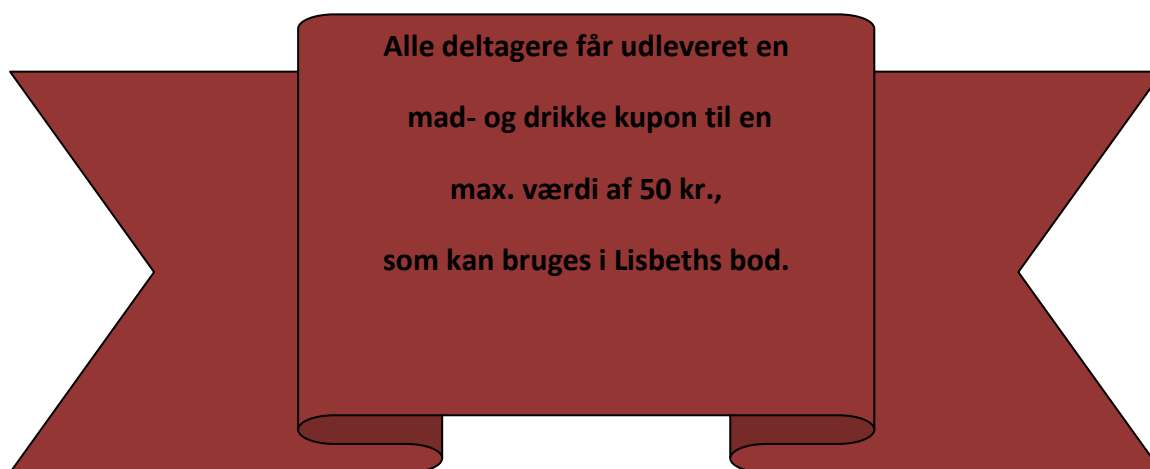 Alle deltagere får udleveret en
mad- og drikke kupon til en
max. værdi af 50 kr.,
som kan bruges i Lisbeths bod.